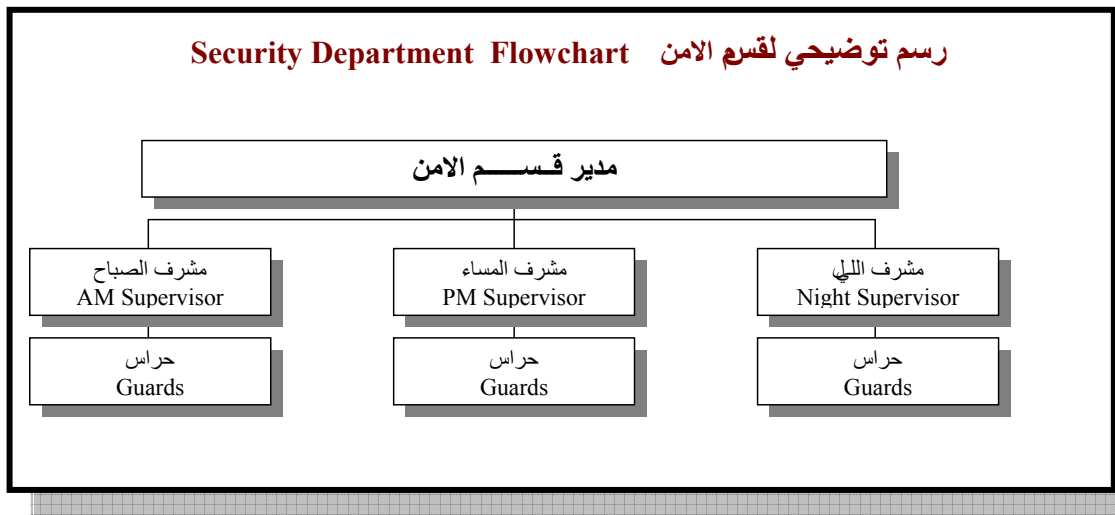 Security Department Flowchart رسم توضيحي لقسم الامن
مدير قســـــم الامن
مشرف الصباح
AM Supervisor
مشرف المساء
PM Supervisor
مشرف الليل
Night Supervisor
حراس
Guards
حراس
Guards
حراس
Guards